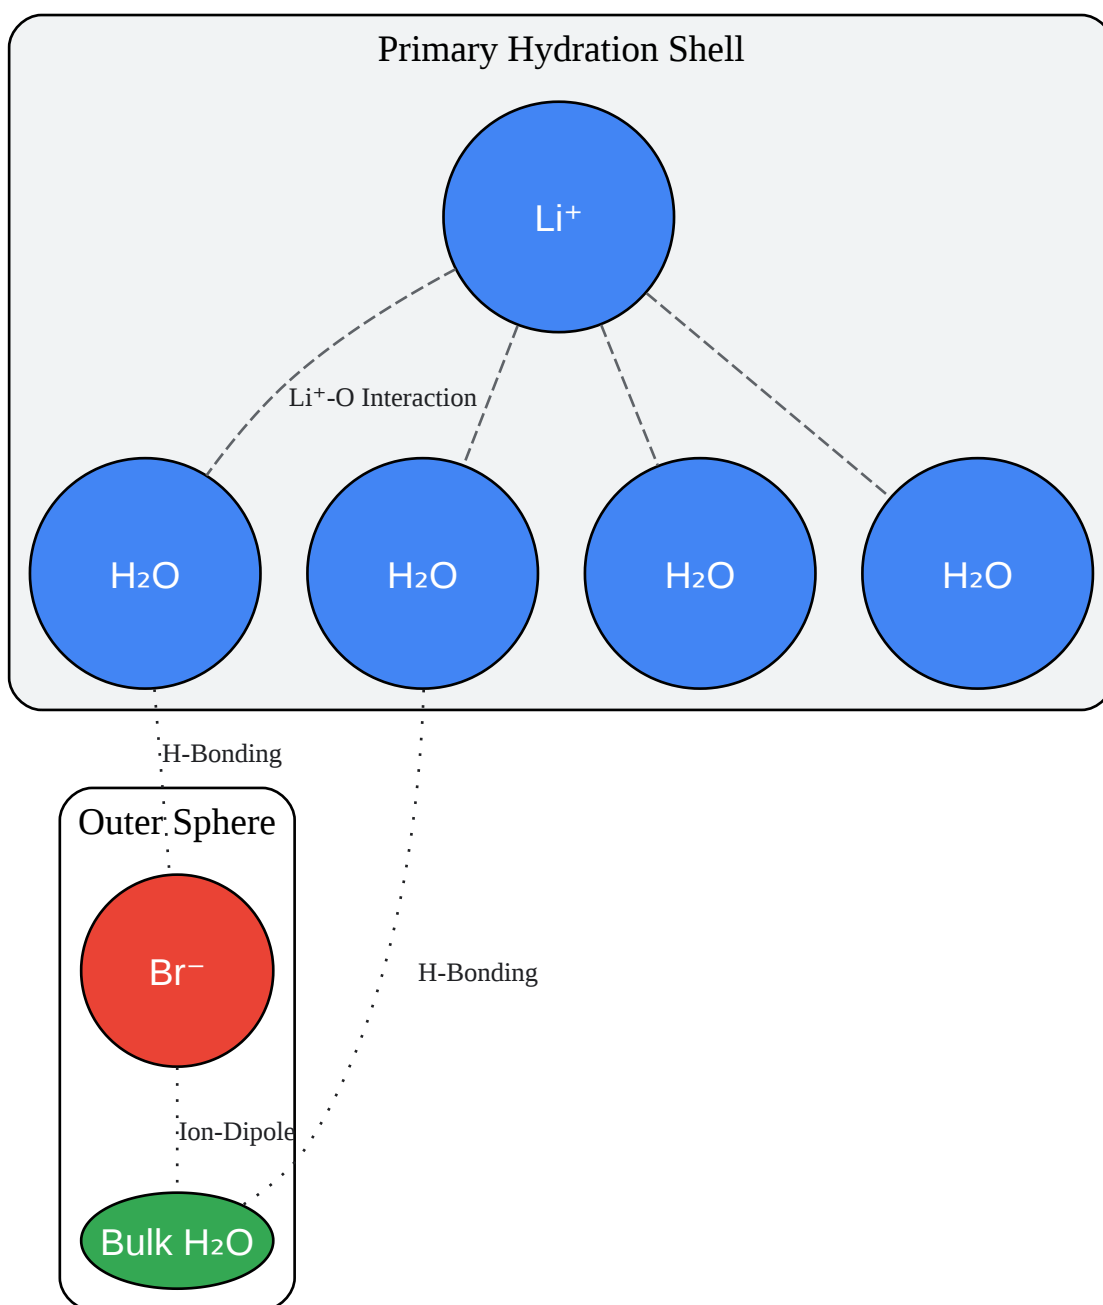 Primary Hydration Shell
Li⁺
Li⁺-O Interaction
H₂O
H₂O
H₂O
H₂O
H-Bonding
Outer Sphere
Br⁻
H-Bonding
Ion-Dipole
Bulk H₂O